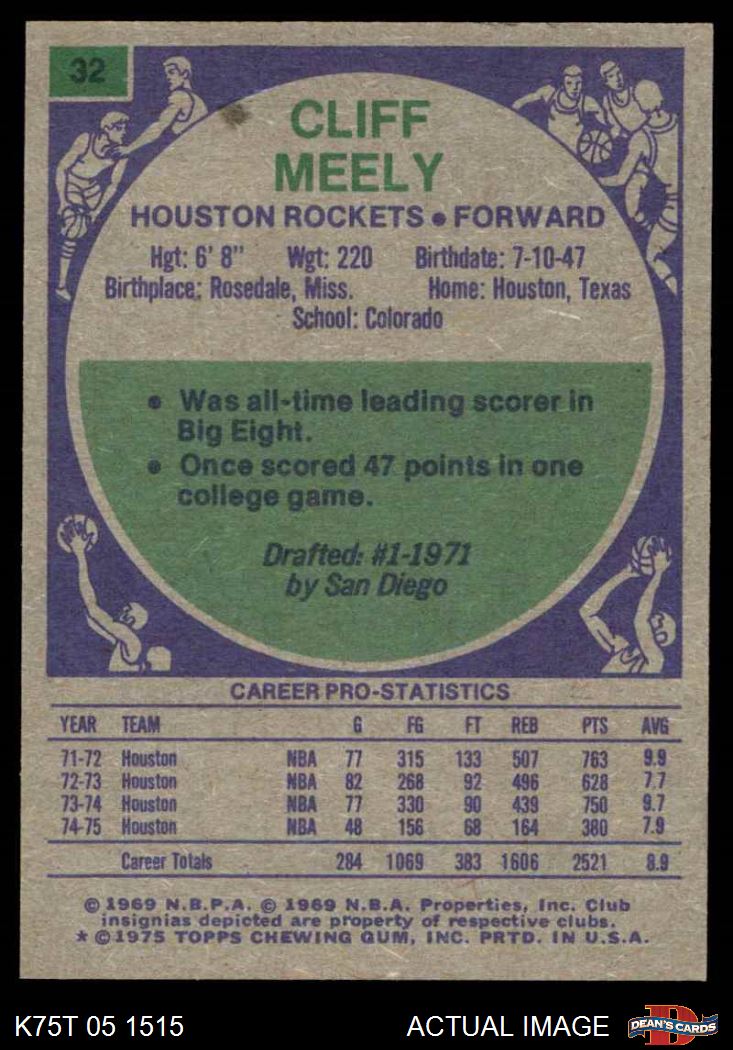 32
CLIFF
MEELY
HOUSTON ROCKETS • FORWARD
Hgt: 6' 8" Wgt: 220 Birthdate: 7-10-47
Birthplace: Rosedale, Miss. Home: Houston, Texas
School: Colorado
• Was all-time leading scorer in
Big Eight.
• Once scored 47 points in one
college game.
Drafted: #1-1971
by San Diego
CAREER PRO-STATISTICS
YEAR TEAM G FG FT REB PTS AVG
71-72 Houston NBA 77 315 133 507 763 9.9
72-73 Houston NBA 82 268 92 496 628 7.7
73-74 Houston NBA 77 330 90 439 750 9.7
74-75 Houston NBA 48 156 68 164 380 7.9
Career Totals 284 1069 383 1606 2521 8.9
© 1969 N.B.P.A. © 1969 N.B.A. Properties, Inc. Club
insignias depicted are property of respective clubs.
* © 1975 TOPPS CHEWING GUM, INC. PRTD. IN U.S.A.
K75T 05 1515 ACTUAL IMAGE D DEAN'S CARDS